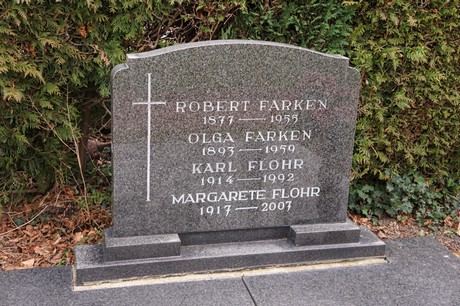 ROBERT FARKEN
1877 — 1955
OLGA FARKEN
1893 — 1959
KARL FLOHR
1914 — 1992
MARGARETE FLOHR
1917 — 2007